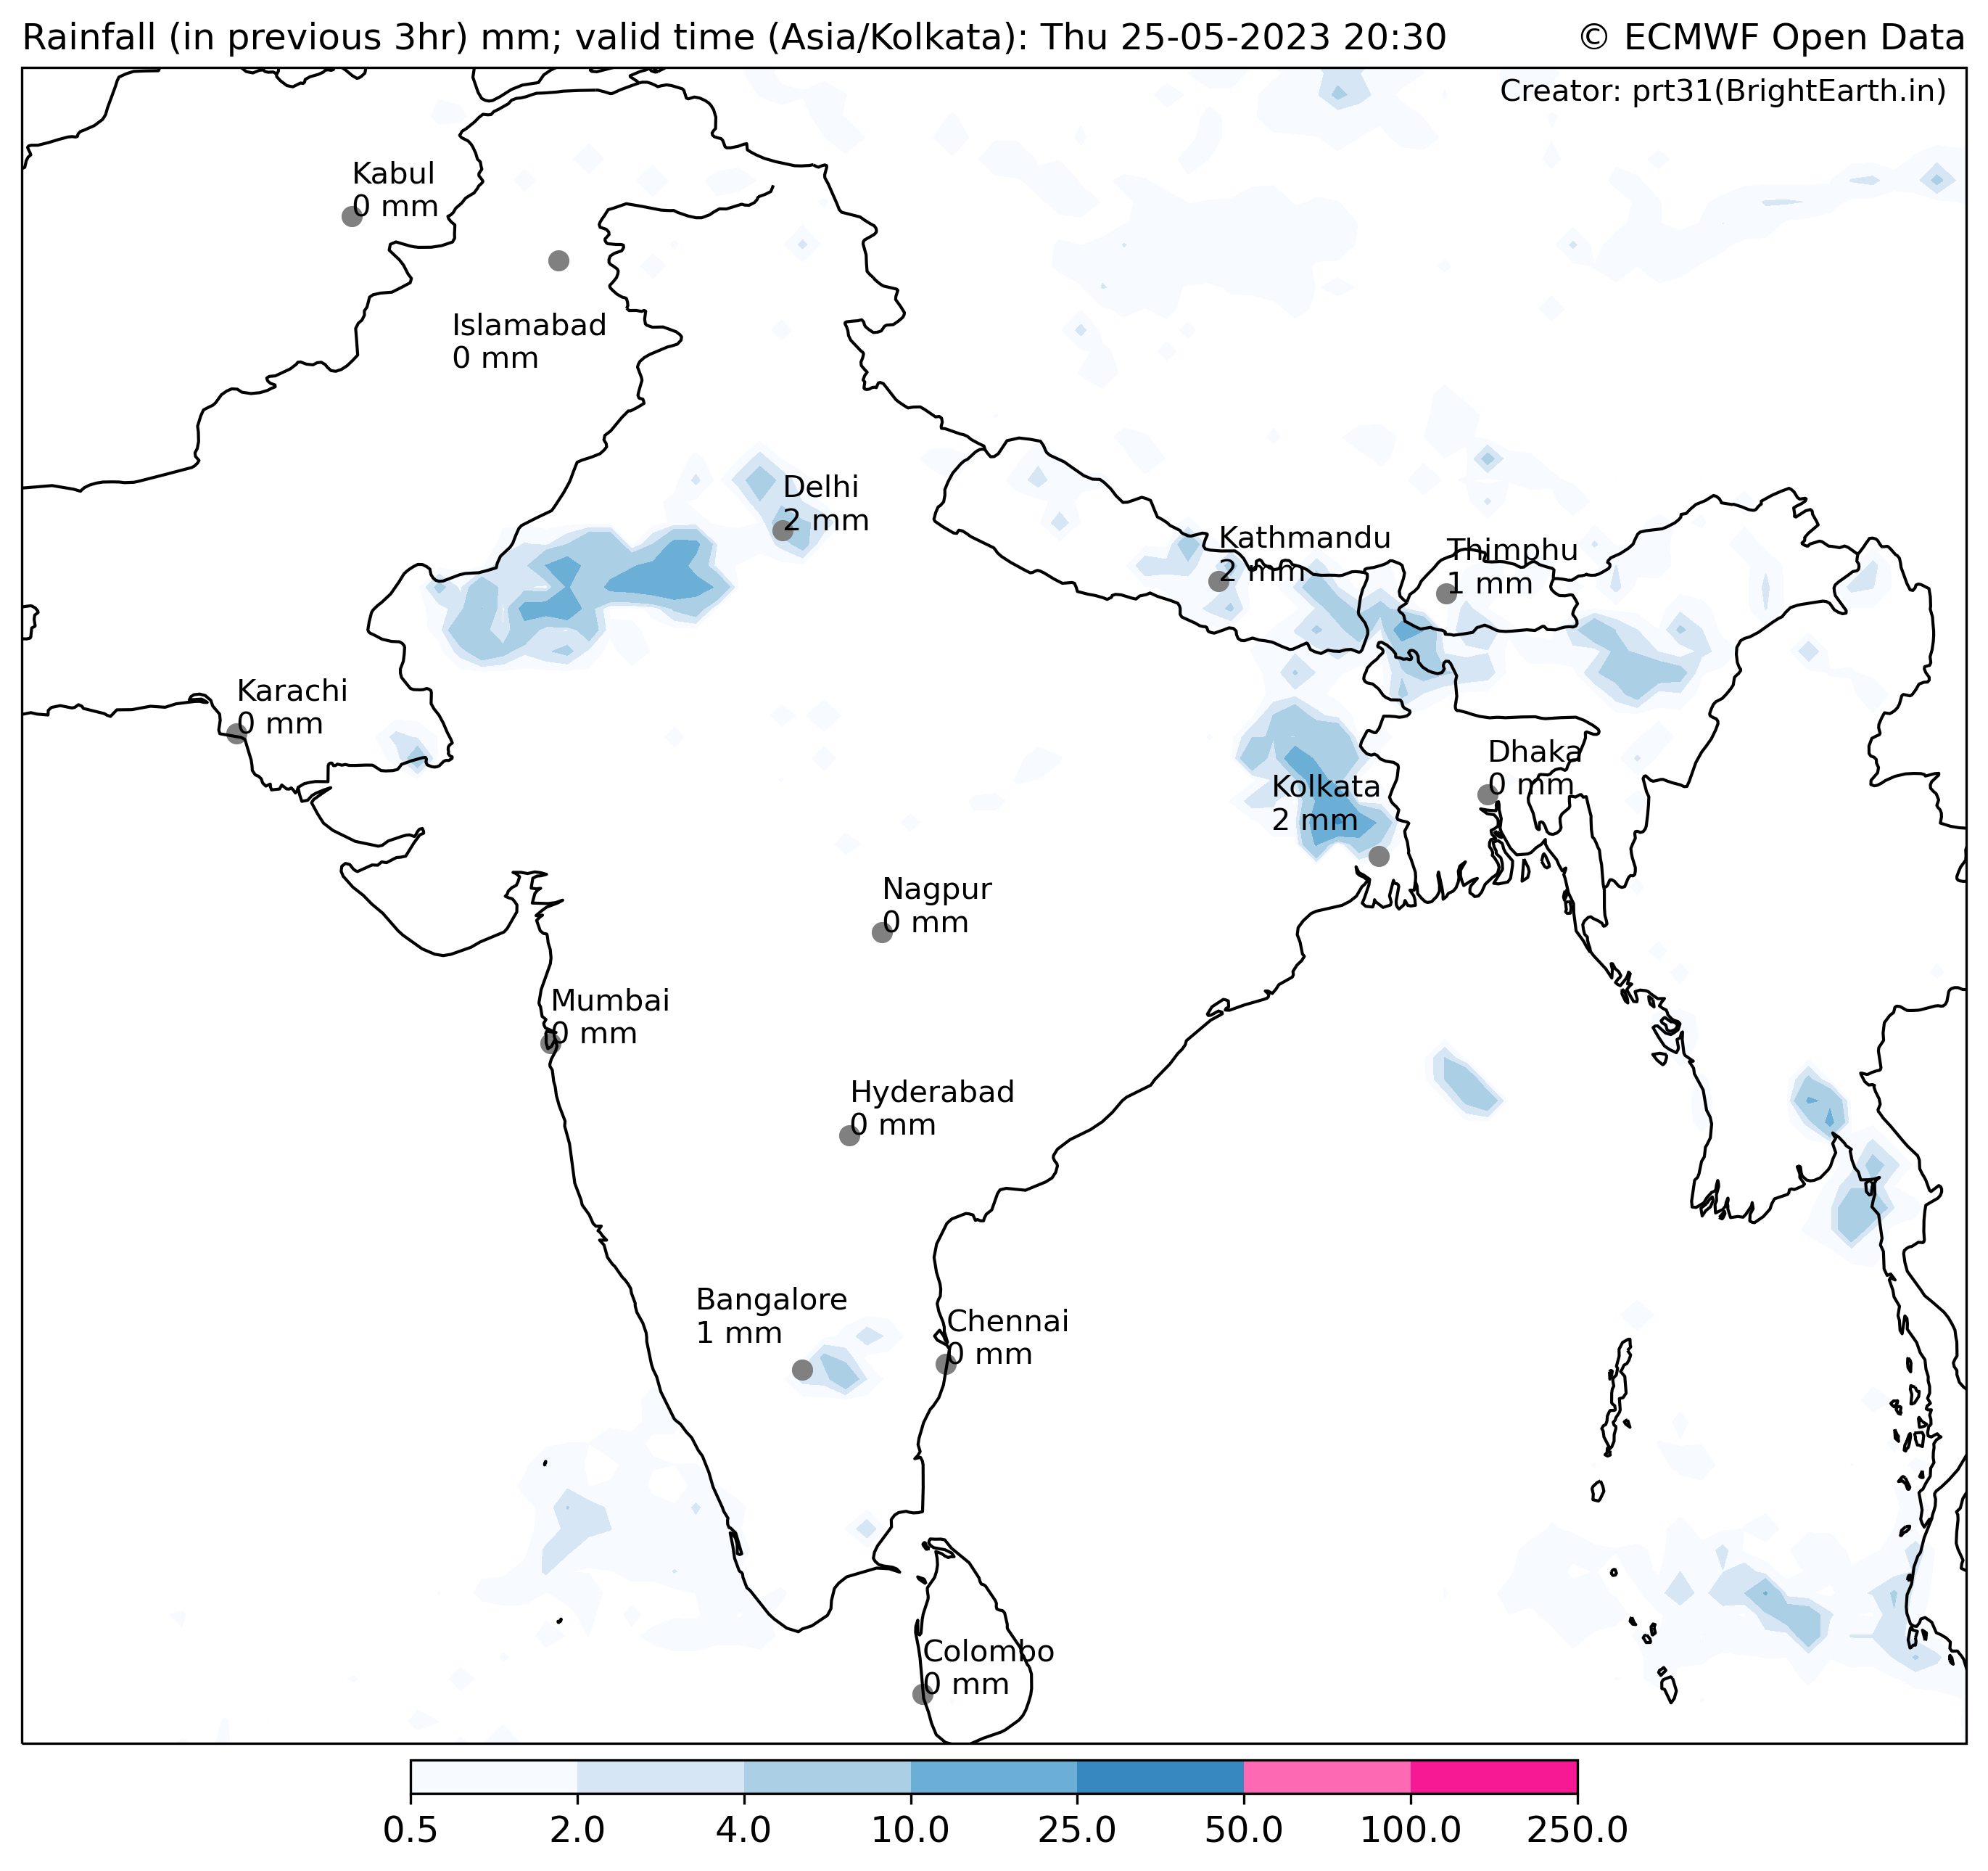 Rainfall (in previous 3hr) mm; valid time (Asia/Kolkata): Thu 25-05-2023 20:30
© ECMWF Open Data
Creator: prt31(BrightEarth.in)
Kabul
0 mm
Islamabad
0 mm
Delhi
2 mm
Kathmandu
2 mm
Thimphu
1 mm
Karachi
0 mm
Dhaka
0 mm
Kolkata
2 mm
Nagpur
0 mm
Mumbai
0 mm
Hyderabad
0 mm
Bangalore
1 mm
Chennai
0 mm
Colombo
0 mm
0.5 2.0 4.0 10.0 25.0 50.0 100.0 250.0